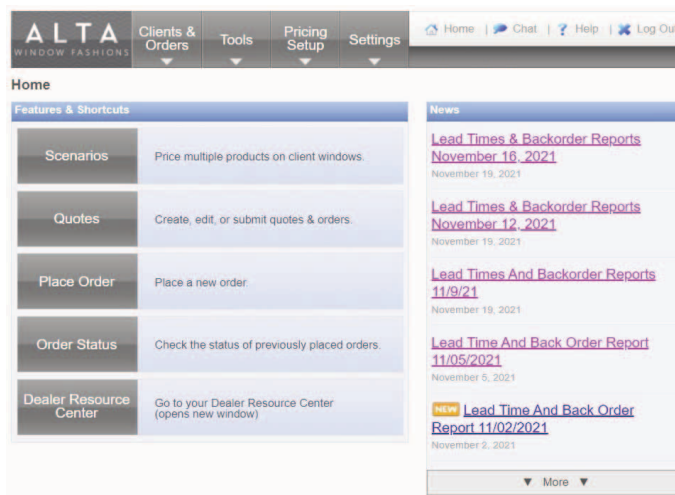 ALTA
WINDOW FASHIONS
Clients &
Orders
Tools
Pricing
Setup
Settings
Home | Chat | ? Help | Log Ou
Home
Features & Shortcuts
Scenarios
Price multiple products on client windows.
Quotes
Create, edit, or submit quotes & orders.
Place Order
Place a new order.
Order Status
Check the status of previously placed orders.
Dealer Resource
Center
Go to your Dealer Resource Center
(opens new window)
News
Lead Times & Backorder Reports
November 16, 2021
November 19, 2021
Lead Times & Backorder Reports
November 12, 2021
November 19, 2021
Lead Times And Backorder Reports
11/9/21
November 19, 2021
Lead Time And Back Order Report
11/05/2021
November 5, 2021
NEW Lead Time And Back Order
Report 11/02/2021
November 2, 2021
▼ More ▼